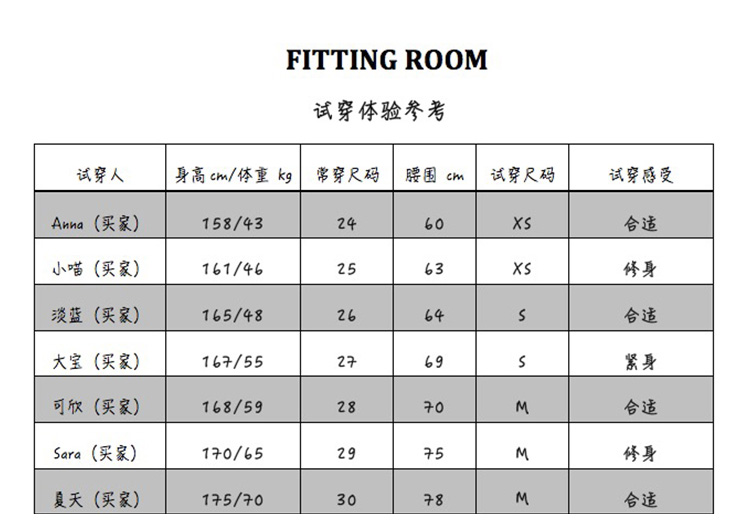 FITTING ROOM
试穿体验参考
试穿人 身高cm/体重 kg 常穿尺码 腰围 cm 试穿尺码 试穿感受
Anna（买家） 158/43 24 60 XS 合适
小喵（买家） 161/46 25 63 XS 修身
淡蓝（买家） 165/48 26 64 S 合适
大宝（买家） 167/55 27 69 S 紧身
可欣（买家） 168/59 28 70 M 合适
Sara（买家） 170/65 29 75 M 修身
夏天（买家） 175/70 30 78 M 合适